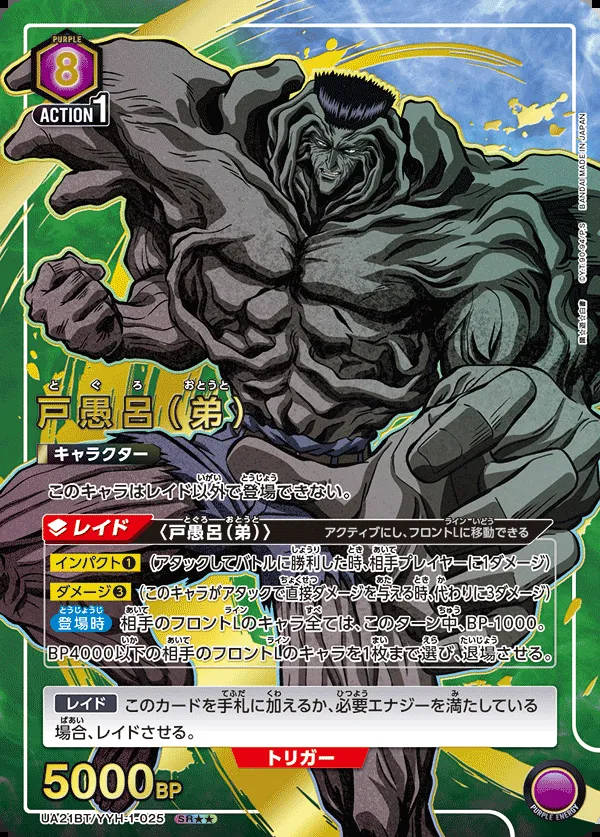 PURPLE
8
ACTION 1
©Y.T.90-94/P,S BANDAI MADE IN JAPAN
幽☆遊☆白書
とぐろ おとうと
戸愚呂(弟)
キャラクター
このキャラはレイド以外で登場できない。
レイド 〈戸愚呂(弟)〉 アクティブにし、フロントLに移動できる
インパクト❶ (アタックしてバトルに勝利した時、相手プレイヤーに1ダメージ)
ダメージ❸ (このキャラがアタックで直接ダメージを与える時、代わりに3ダメージ)
登場時 相手のフロントLのキャラ全ては、このターン中、BP-1000。
BP4000以下の相手のフロントLのキャラを1枚まで選び、退場させる。
レイド このカードを手札に加えるか、必要エナジーを満たしている
場合、レイドさせる。
トリガー
5000BP
UA21BT/YYH-1-025 SR★★
PURPLE ENERGY